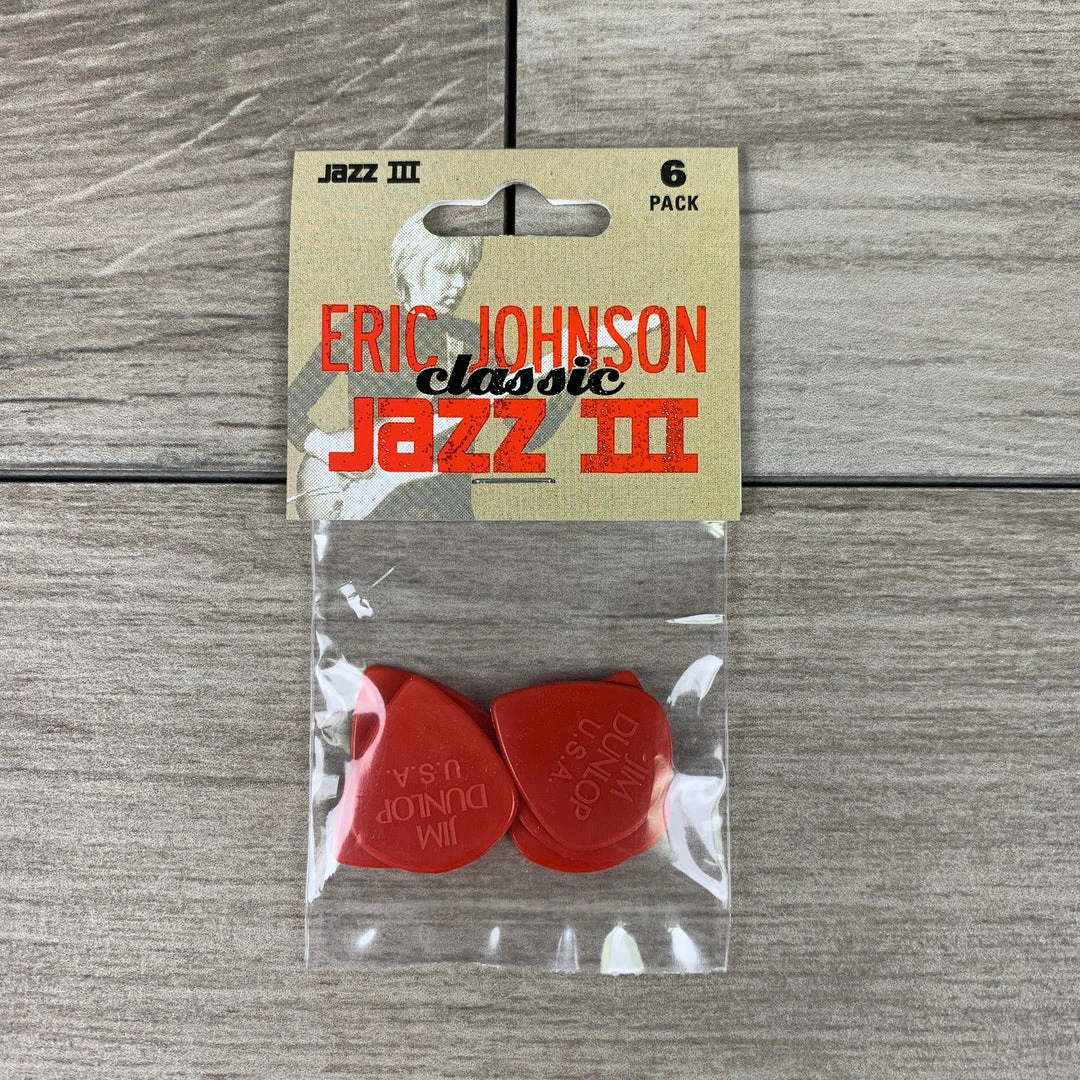 Jazz III
6
PACK
ERIC JOHNSON
classic
Jazz III
JIM
DUNLOP
U.S.A.
JIM
DUNLOP
U.S.A.